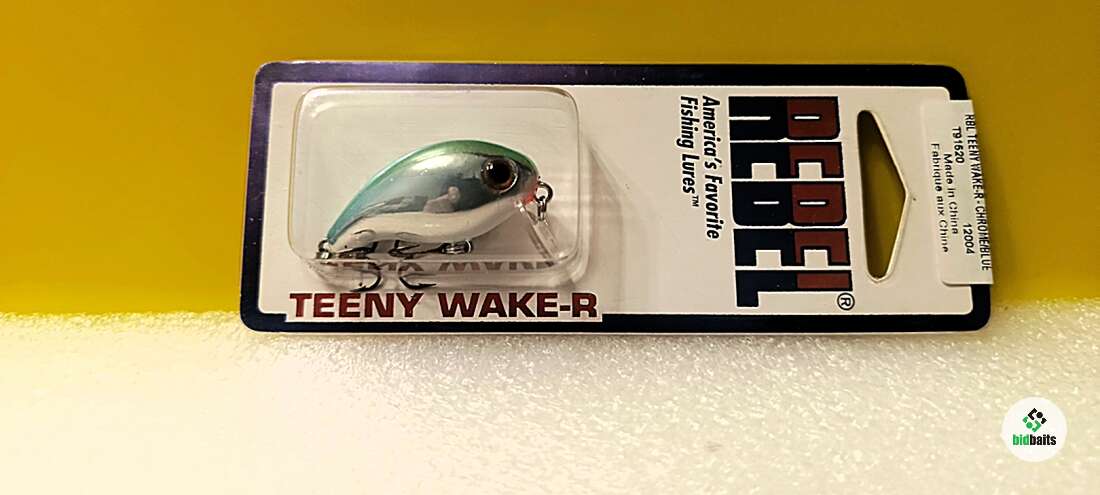 REBEL®
America's Favorite
Fishing Lures™
TEENY WAKE-R
RBL TEENY WAKE-R - CHROME/BLUE
T91620 12004
Made in China
Fabrique aux Chine
bidbaits